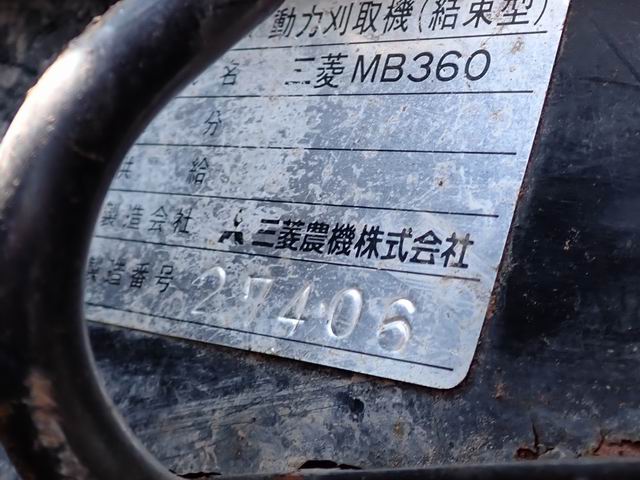 動力刈取機(結束型)
名 三菱MB360
分
供給
製造会社 三菱農機株式会社
製造番号 27406